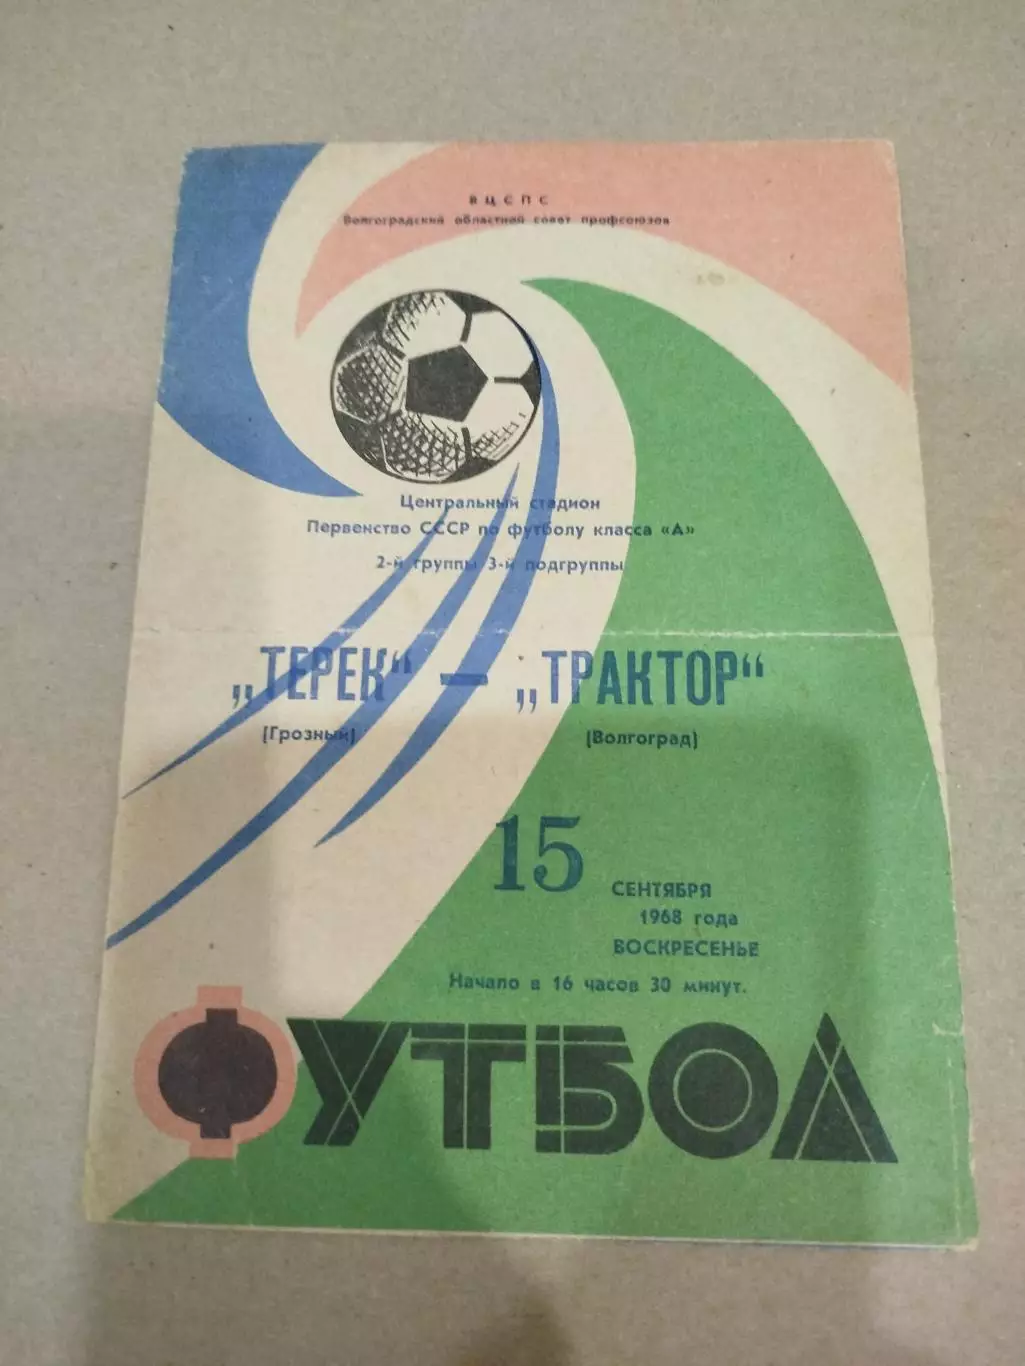 ВЦСПС
Волгоградский областной совет профсоюзов
Центральный стадион
Первенство СССР по футболу класса «А»
2-й группы 3-й подгруппы
„ТЕРЕК“ — „ТРАКТОР“
(Грозный) (Волгоград)
15
СЕНТЯБРЯ
1968 года
ВОСКРЕСЕНЬЕ
Начало в 16 часов 30 минут.
ФУТБОЛ